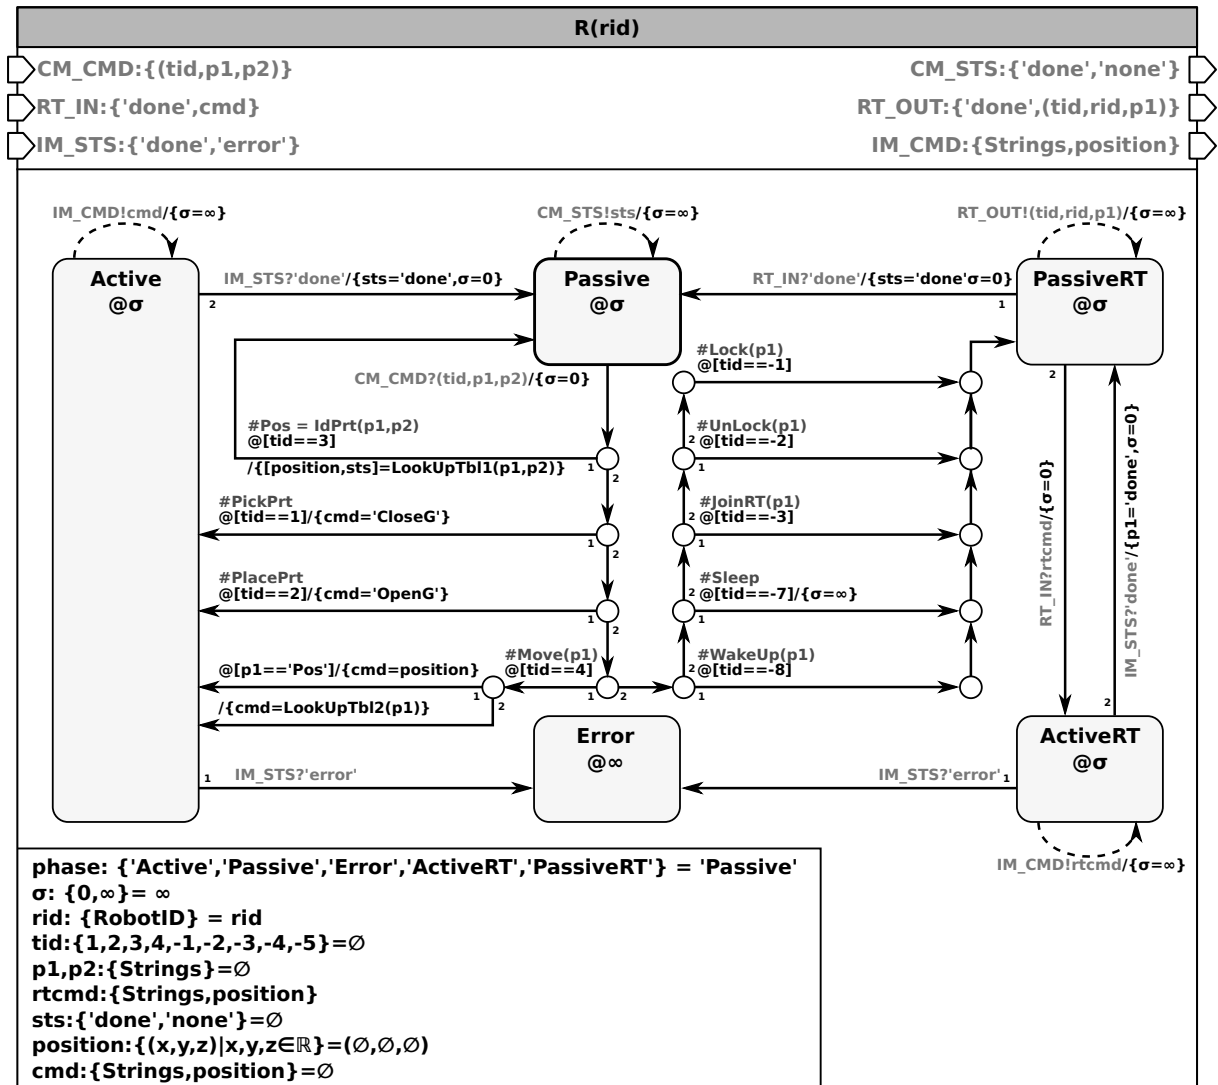 R(rid)
CM_CMD:{(tid,p1,p2)}
CM_STS:{'done','none'}
RT_IN:{'done',cmd}
RT_OUT:{'done',(tid,rid,p1)}
IM_STS:{'done','error'}
IM_CMD:{Strings,position}
IM_CMD!cmd/{σ=∞}
CM_STS!sts/{σ=∞}
RT_OUT!(tid,rid,p1)/{σ=∞}
Active
@σ
IM_STS?'done'/{sts='done',σ=0}
2
Passive
@σ
RT_IN?'done'/{sts='done'σ=0}
1
PassiveRT
@σ
CM_CMD?(tid,p1,p2)/{σ=0}
#Lock(p1)
@[tid==-1]
2
#Pos = IdPrt(p1,p2)
@[tid==3]
/{[position,sts]=LookUpTbl1(p1,p2)}
1
2
#UnLock(p1)
2
@[tid==-2]
1
#PickPrt
@[tid==1]/{cmd='CloseG'}
1
2
#JoinRT(p1)
2
@[tid==-3]
1
#PlacePrt
@[tid==2]/{cmd='OpenG'}
1
2
#Sleep
2
@[tid==-7]/{σ=∞}
1
RT_IN?rtcmd/{σ=0}
IM_STS?'done'/{p1='done',σ=0}
#Move(p1)
@[tid==4]
1
2
#WakeUp(p1)
2
@[tid==-8]
1
@[p1=='Pos']/{cmd=position}
1
2
/{cmd=LookUpTbl2(p1)}
2
Error
@∞
ActiveRT
@σ
1
IM_STS?'error'
IM_STS?'error'
1
IM_CMD!rtcmd/{σ=∞}
phase: {'Active','Passive','Error','ActiveRT','PassiveRT'} = 'Passive'
σ: {0,∞}= ∞
rid: {RobotID} = rid
tid:{1,2,3,4,-1,-2,-3,-4,-5}=∅
p1,p2:{Strings}=∅
rtcmd:{Strings,position}
sts:{'done','none'}=∅
position:{(x,y,z)|x,y,z∈ℝ}=(∅,∅,∅)
cmd:{Strings,position}=∅